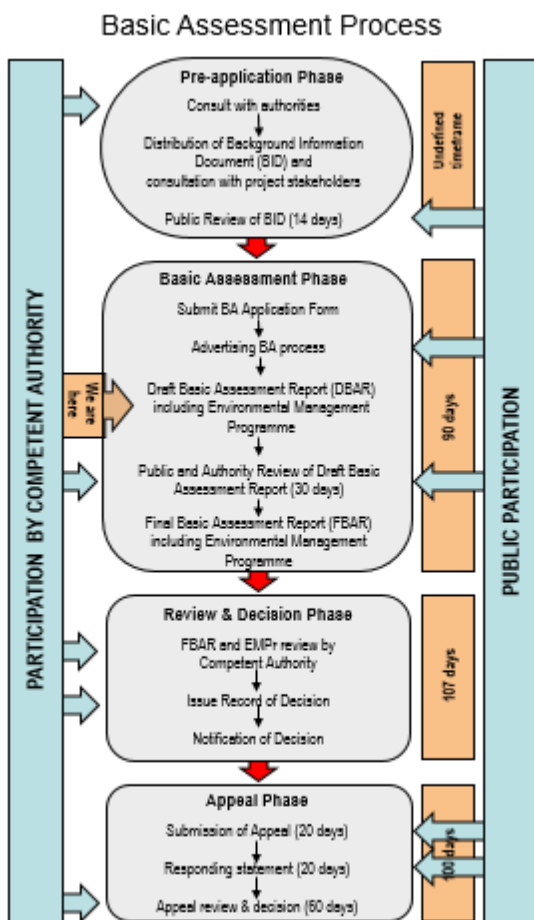 Basic Assessment Process
PARTICIPATION BY COMPETENT AUTHORITY
Pre-application Phase
Consult with authorities
Distribution of Background Information
Document (BID) and
consultation with project stakeholders
Public Review of BID (14 days)
Undefined
timeframe
PUBLIC PARTICIPATION
Basic Assessment Phase
Submit BA Application Form
Advertising BA process
We are
here
Draft Basic Assessment Report (DBAR)
including Environmental Management
Programme
Public and Authority Review of Draft Basic
Assessment Report (30 days)
Final Basic Assessment Report (FBAR)
including Environmental Management
Programme
90 days
Review & Decision Phase
FBAR and EMPr review by
Competent Authority
Issue Record of Decision
Notification of Decision
107 days
Appeal Phase
Submission of Appeal (20 days)
Responding statement (20 days)
Appeal review & decision (60 days)
100 days